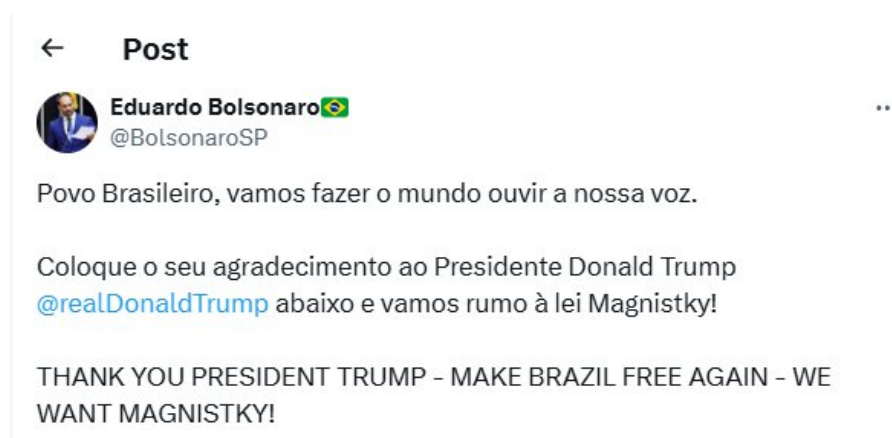 Post
Eduardo Bolsonaro🇧🇷
@BolsonaroSP
Povo Brasileiro, vamos fazer o mundo ouvir a nossa voz.
Coloque o seu agradecimento ao Presidente Donald Trump
@realDonaldTrump abaixo e vamos rumo à lei Magnistky!
THANK YOU PRESIDENT TRUMP - MAKE BRAZIL FREE AGAIN - WE
WANT MAGNISTKY!